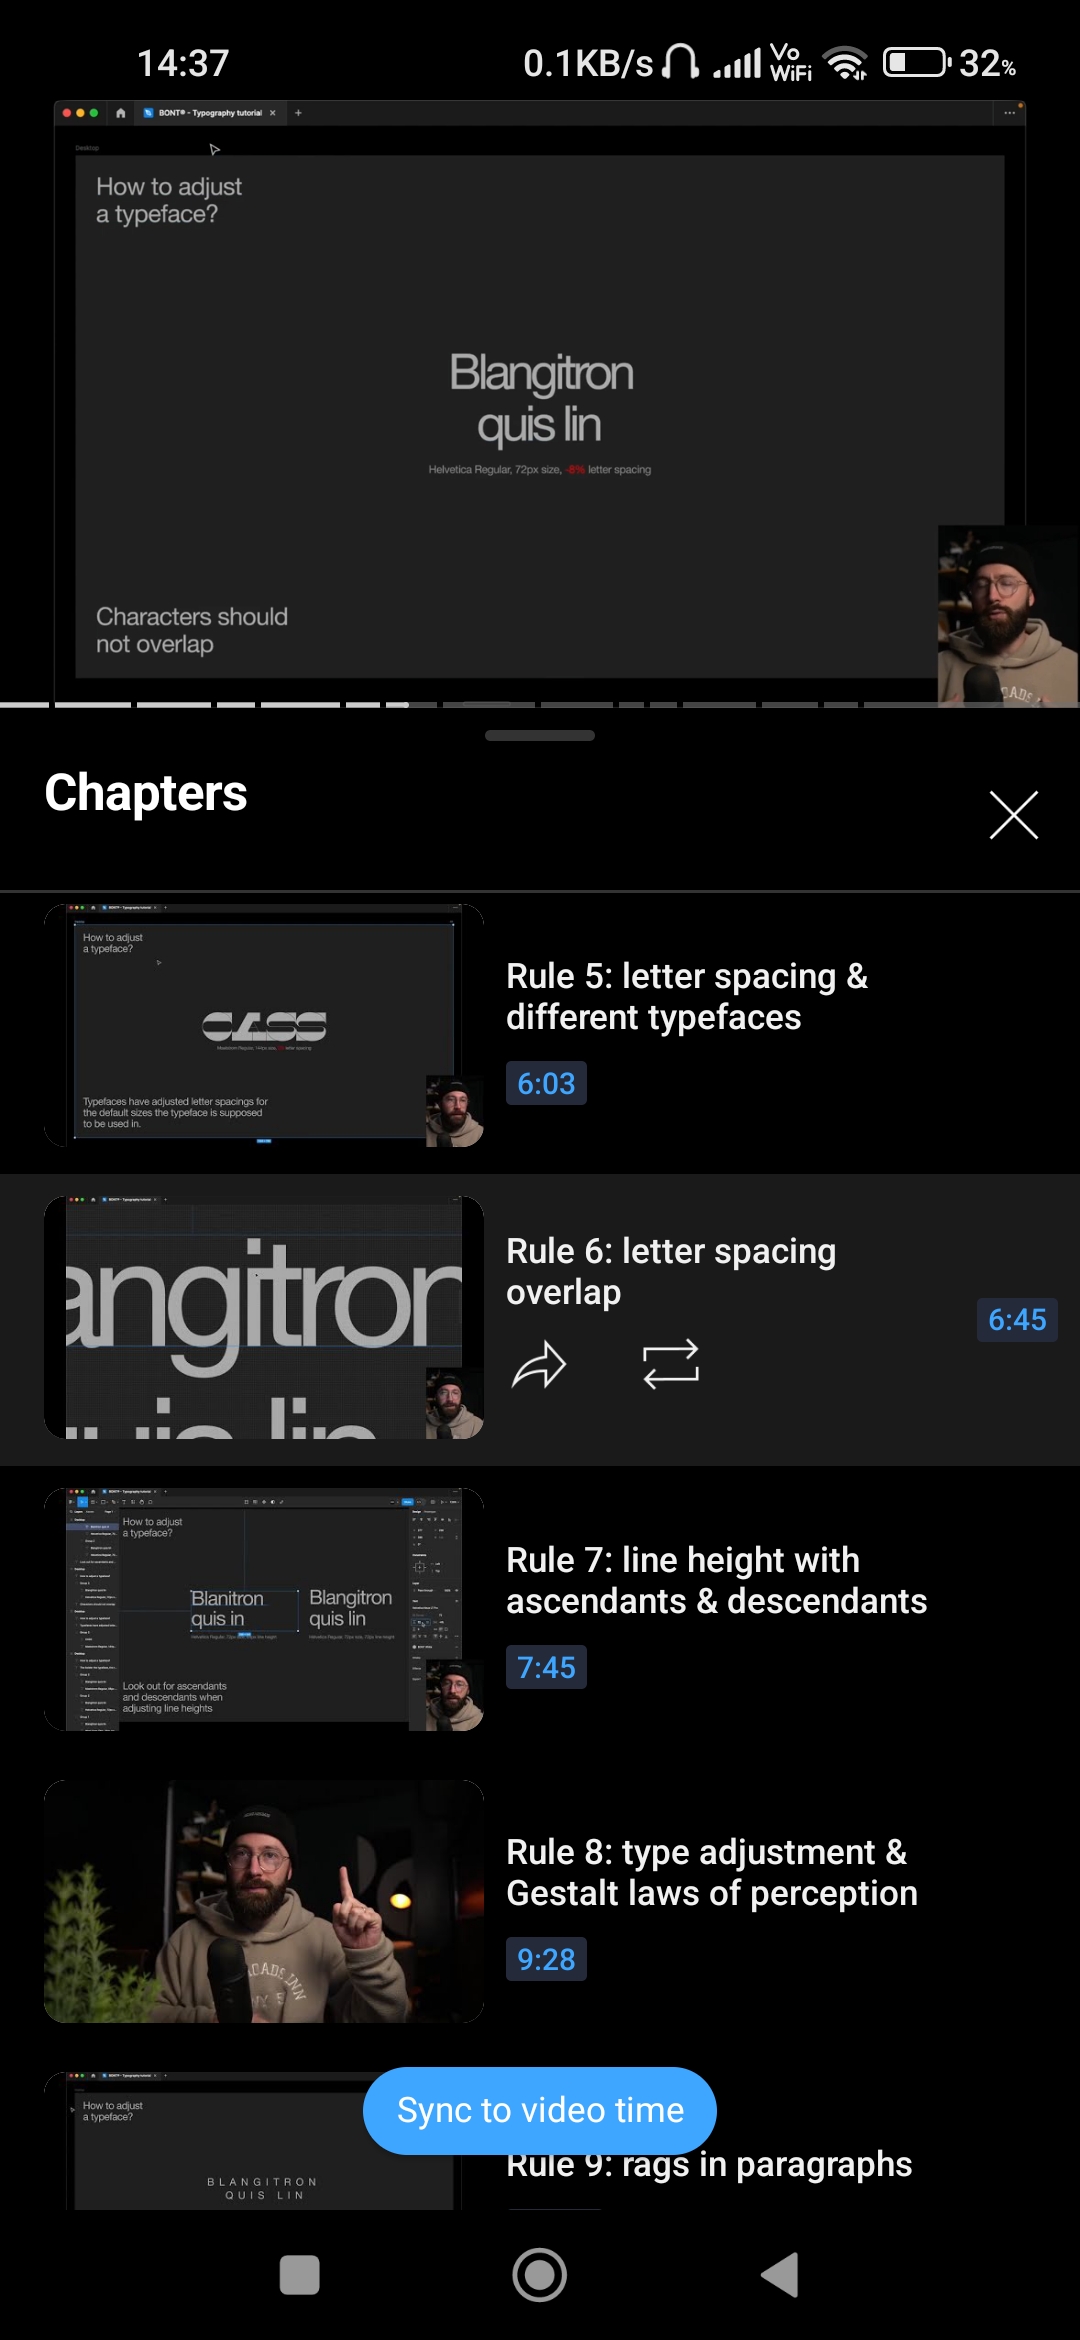 14:37
0.1KB/s
Vo
WiFi
32%
BONT® - Typography tutorial
Desktop
How to adjust
a typeface?
Blangitron
quis lin
Helvetica Regular, 72px size, -8% letter spacing
Characters should
not overlap
Chapters
How to adjust
a typeface?
CASS
Typefaces have adjusted letter spacings for
the default sizes the typeface is supposed
to be used in.
Rule 5: letter spacing &
different typefaces
6:03
angitron
quis lin
Rule 6: letter spacing
overlap
6:45
How to adjust
a typeface?
Blanitron
quis in
Blangitron
quis lin
Look out for ascendants
and descendants when
adjusting line heights
Rule 7: line height with
ascendants & descendants
7:45
Rule 8: type adjustment &
Gestalt laws of perception
9:28
How to adjust
a typeface?
BLANGITRON
QUIS LIN
Sync to video time
Rule 9: rags in paragraphs